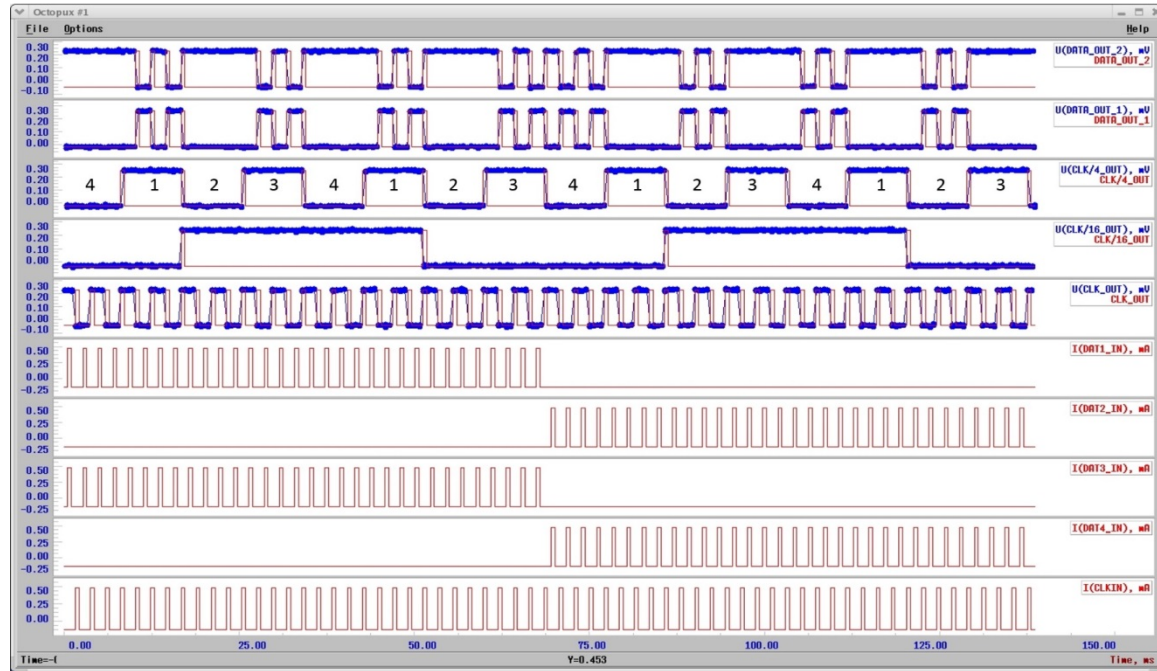 Octopux #1
File Options Help
0.30 U(DATA_OUT_2), mV
0.20 DATA_OUT_2
0.10
0.00
-0.10
0.30 U(DATA_OUT_1), mV
0.20 DATA_OUT_1
0.10
0.00
0.30 U(CLK/4_OUT), mV
0.20 4 1 2 3 4 1 2 3 4 1 2 3 4 1 2 3 CLK/4_OUT
0.10
0.00
0.30 U(CLK/16_OUT), mV
0.20 CLK/16_OUT
0.10
0.00
0.30 U(CLK_OUT), mV
0.20 CLK_OUT
0.10
0.00
-0.10
0.50 I(DAT1_IN), mA
0.25
0.00
-0.25
0.50 I(DAT2_IN), mA
0.25
0.00
-0.25
0.50 I(DAT3_IN), mA
0.25
0.00
-0.25
0.50 I(DAT4_IN), mA
0.25
0.00
-0.25
0.50 I(CLKIN), mA
0.25
0.00
0.00 25.00 50.00 75.00 100.00 125.00 150.00
Time=-( Y=0.453 Time, ms